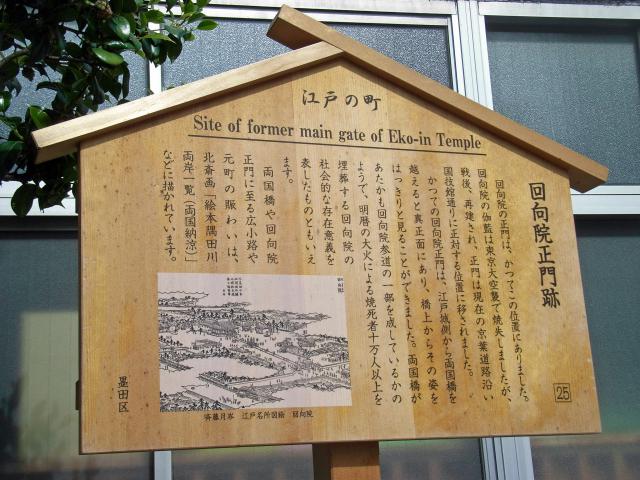 江戸の町
Site of former main gate of Eko-in Temple
回向院正門跡
回向院の正門は、かつてこの位置にありました。
回向院の伽藍は東京大空襲で焼失しましたが、
戦後、再建され、正門は現在の京葉道路沿い
国技館通りに正対する位置に移されました。
かつての回向院正門は、江戸城側から両国橋を
越えると真正面にあり、橋上からその姿を
はっきりと見ることができました。両国橋が
あたかも回向院参道の一部を成しているかの
ようで、明暦の大火による焼死者十万人以上を
埋葬する回向院の
社会的な存在意義を
表したものともいえ
ます。
両国橋や回向院
正門に至る広小路や
元町の賑わいは、
北斎画「絵本隅田川
両岸一覧(両国納涼)」
などに描かれています。
斎藤月岑 江戸名所図絵 回向院
墨田区
25